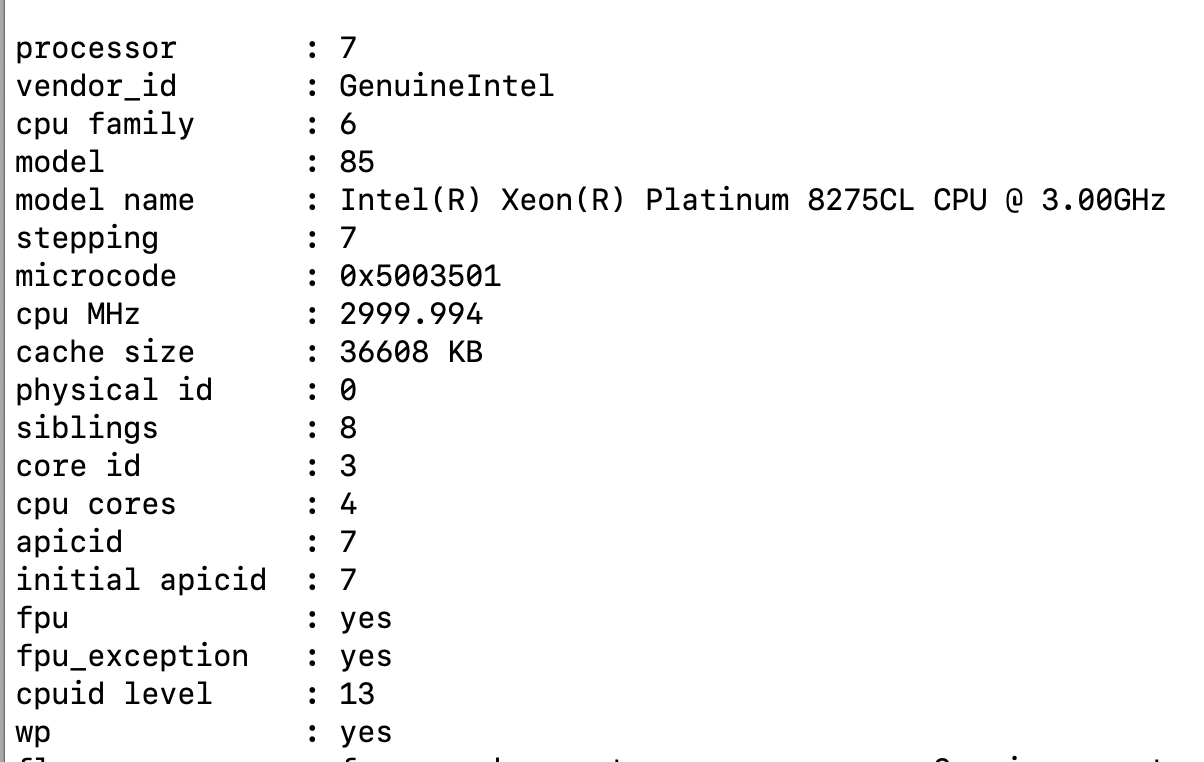 processor : 7
vendor_id : GenuineIntel
cpu family : 6
model : 85
model name : Intel(R) Xeon(R) Platinum 8275CL CPU @ 3.00GHz
stepping : 7
microcode : 0x5003501
cpu MHz : 2999.994
cache size : 36608 KB
physical id : 0
siblings : 8
core id : 3
cpu cores : 4
apicid : 7
initial apicid : 7
fpu : yes
fpu_exception : yes
cpuid level : 13
wp : yes